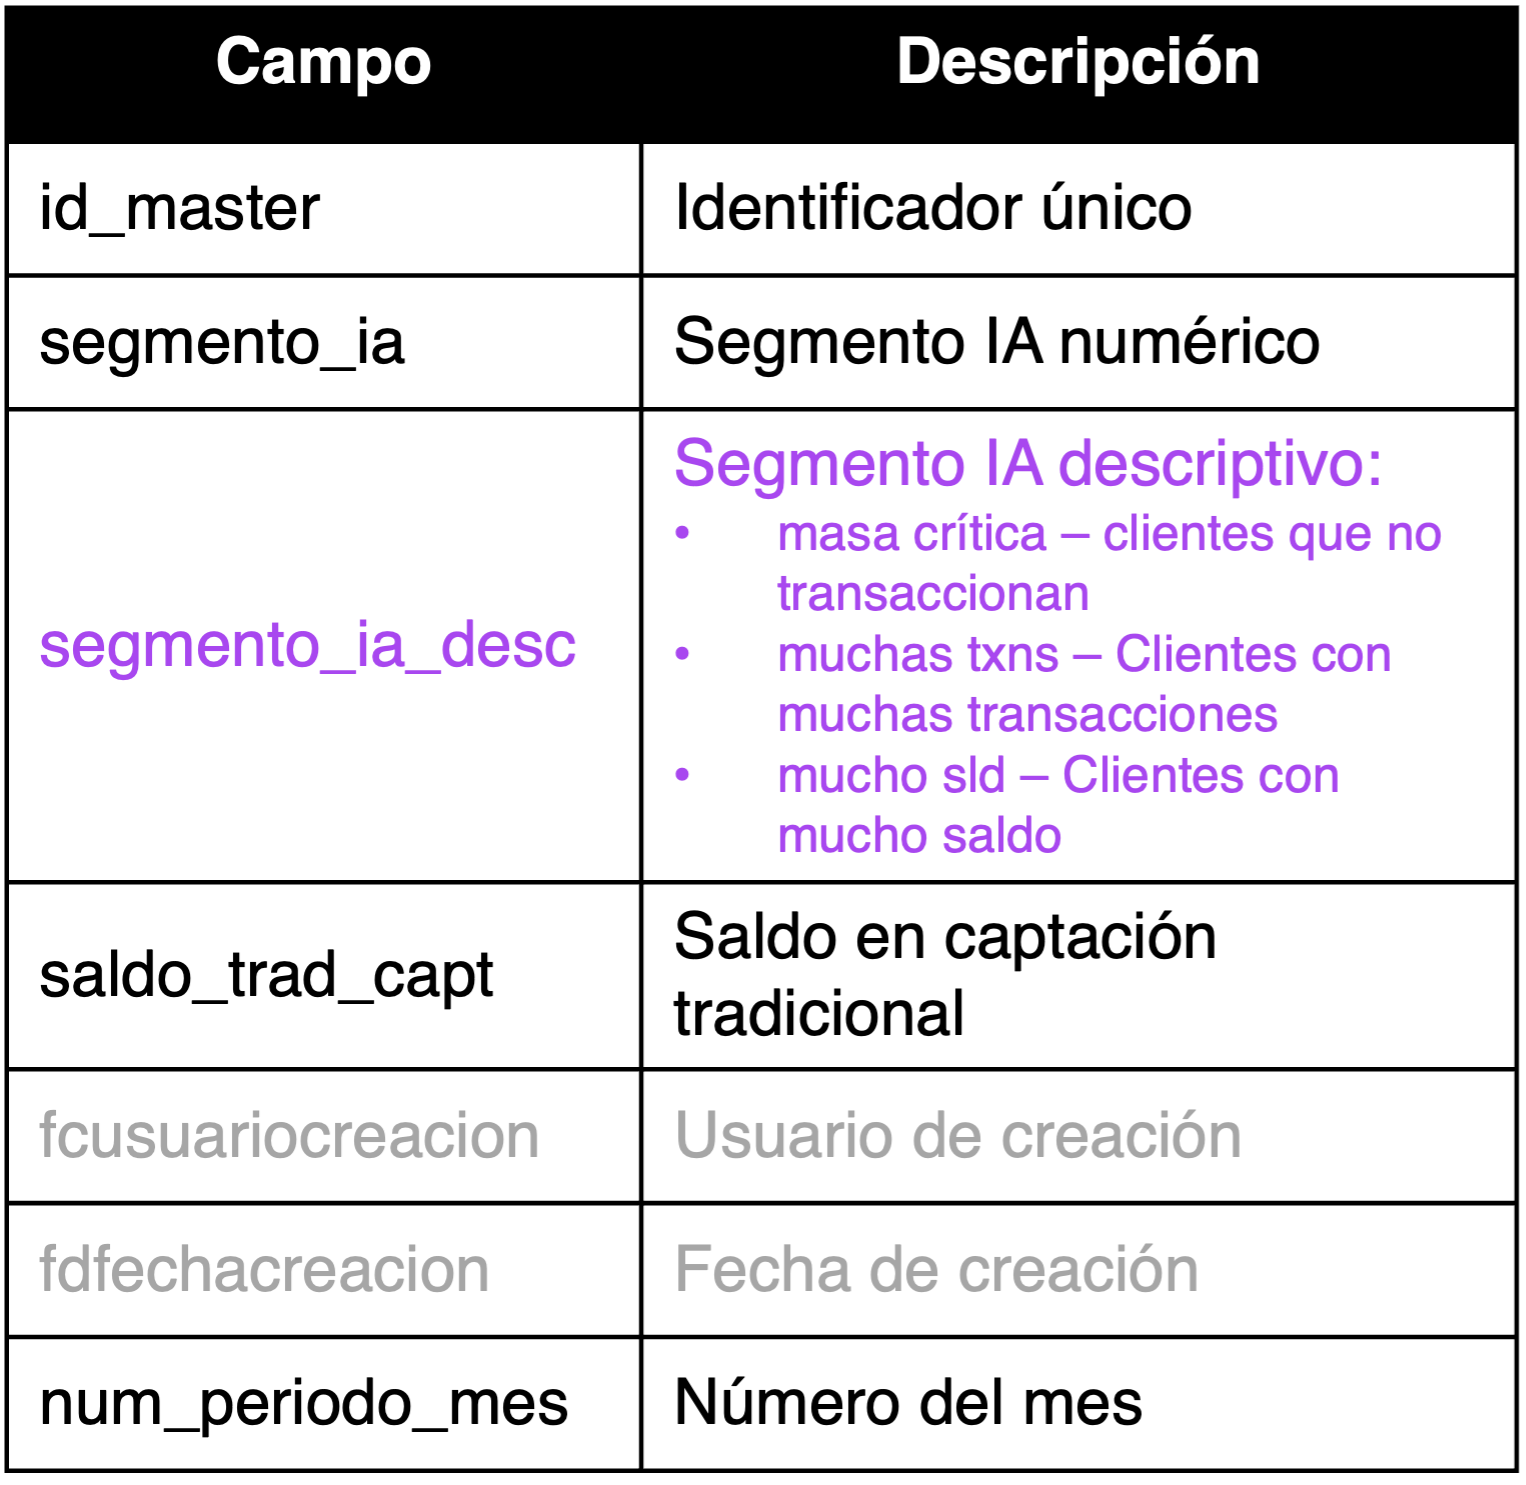 Campo
Descripción
id_master
Identificador único
segmento_ia
Segmento IA numérico
segmento_ia_desc
Segmento IA descriptivo:
• masa crítica – clientes que no
transaccionan
• muchas txns – Clientes con
muchas transacciones
• mucho sld – Clientes con
mucho saldo
saldo_trad_capt
Saldo en captación
tradicional
fcusuariocreacion
Usuario de creación
fdfechacreacion
Fecha de creación
num_periodo_mes
Número del mes